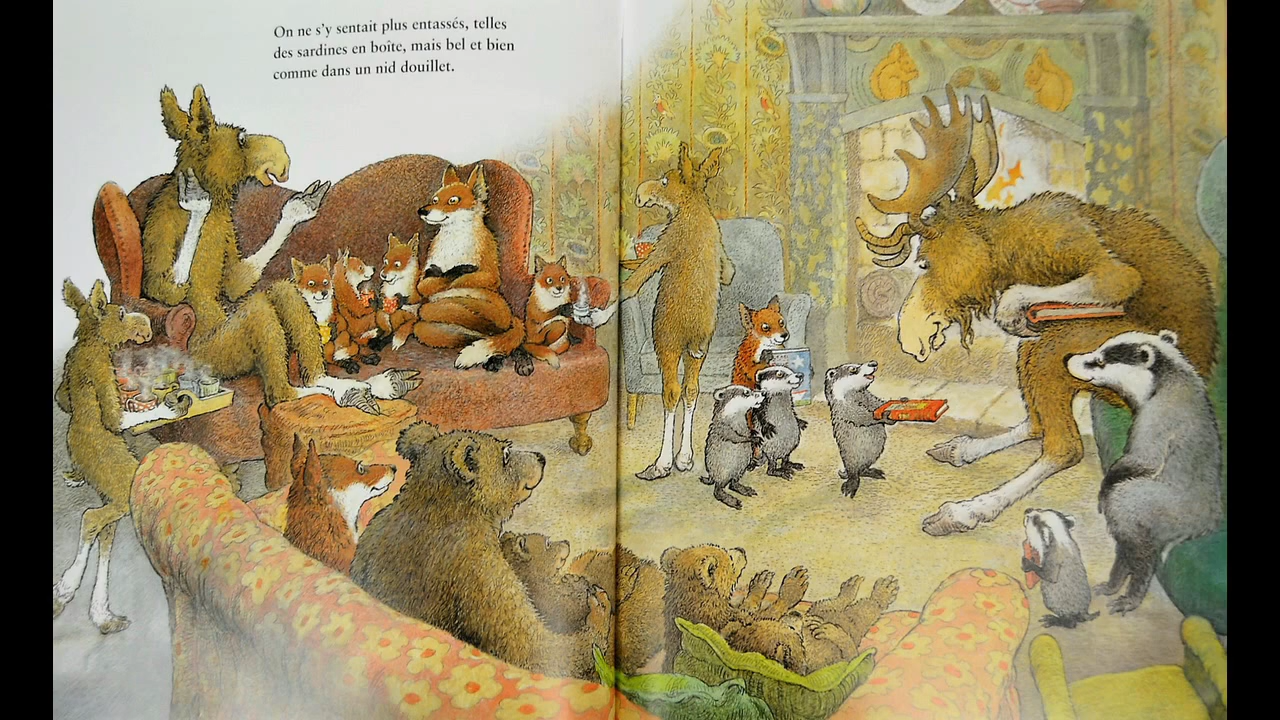 On ne s'y sentait plus entassés, telles
des sardines en boîte, mais bel et bien
comme dans un nid douillet.